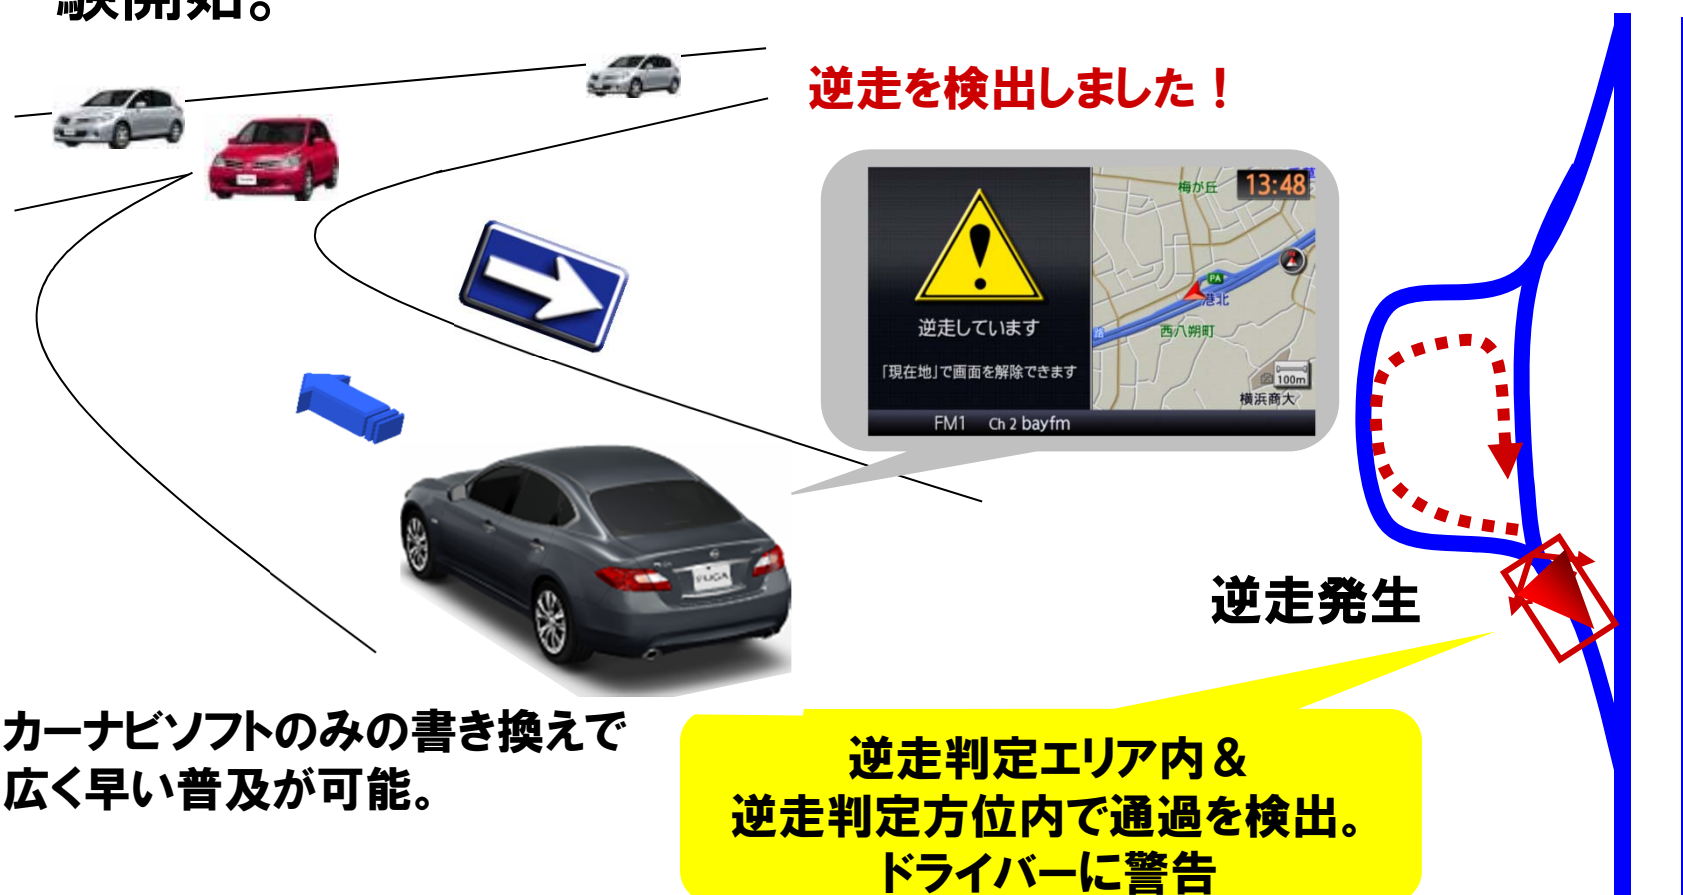 験開始。
逆走を検出しました！
梅が丘
13:48
PA
港北
西八朔町
路
100m
横浜商大
逆走しています
「現在地」で画面を解除できます
FM1 Ch 2 bayfm
FUGA
逆走発生
カーナビソフトのみの書き換えで
広く早い普及が可能。
逆走判定エリア内＆
逆走判定方位内で通過を検出。
ドライバーに警告